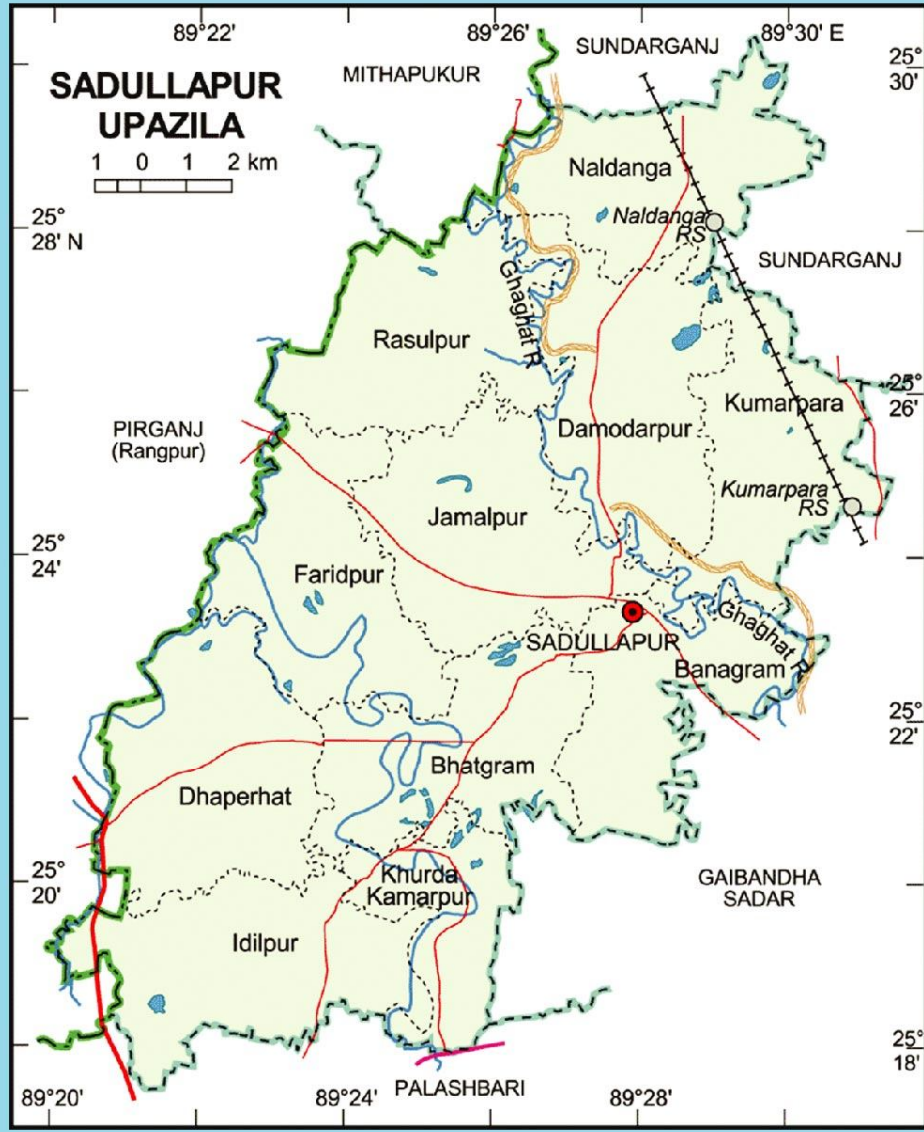 89°22'
89°26'
89°30' E
SUNDARGANJ
25°
30'
MITHAPUKUR
SADULLAPUR
UPAZILA
1 0 1 2 km
Naldanga
Naldanga
RS
25°
28' N
SUNDARGANJ
Ghaghat R
Rasulpur
25°
26'
Kumarpara
PIRGANJ
(Rangpur)
Damodarpur
Kumarpara
RS
Jamalpur
25°
24'
Faridpur
Ghaghat R
SADULLAPUR
Banagram
25°
22'
Bhatgram
Dhaperhat
25°
20'
Khurda
Kamarpur
GAIBANDHA
SADAR
Idilpur
25°
18'
PALASHBARI
89°20'
89°24'
89°28'